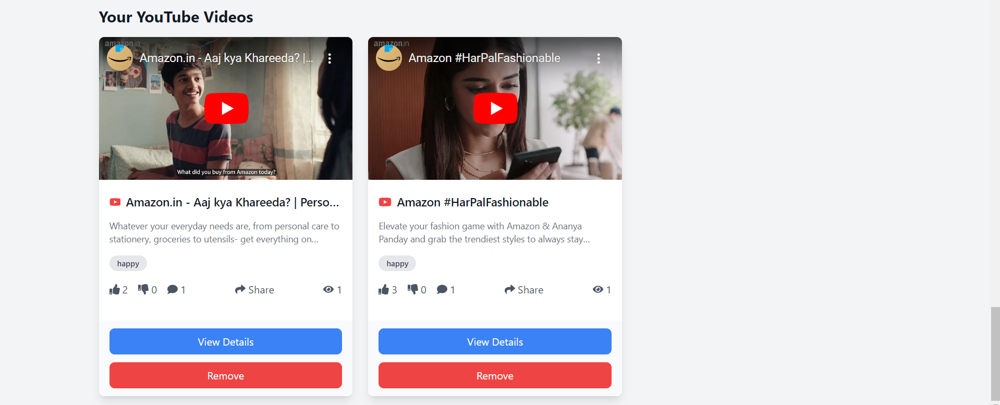 Your YouTube Videos
amazon.in
Amazon.in - Aaj kya Khareeda? |...
What did you buy from Amazon today?
Amazon.in - Aaj kya Khareeda? | Perso...
Whatever your everyday needs are, from personal care to
stationery, groceries to utensils- get everything on...
happy
2 0 1 Share 1
View Details
Remove
amazon.in
Amazon #HarPalFashionable
Amazon #HarPalFashionable
Elevate your fashion game with Amazon & Ananya
Panday and grab the trendiest styles to always stay...
happy
3 0 1 Share 1
View Details
Remove